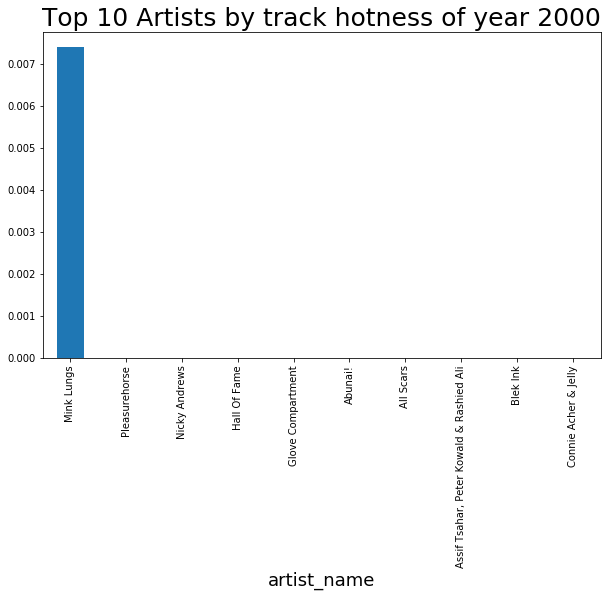 Top 10 Artists by track hotness of year 2000
0.007
0.006
0.005
0.004
0.003
0.002
0.001
0.000
Mink Lungs
Pleasurehorse
Nicky Andrews
Hall Of Fame
Glove Compartment
Abunai!
All Scars
Assif Tsahar, Peter Kowald & Rashied Ali
Blek Ink
Connie Acher & Jelly
artist_name